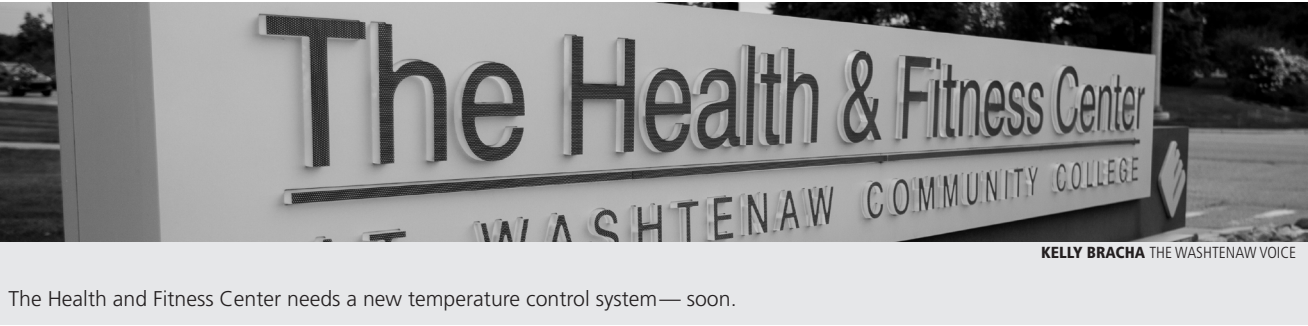 The Health & Fitness Center
AT WASHTENAW COMMUNITY COLLEGE
KELLY BRACHA THE WASHTENAW VOICE
The Health and Fitness Center needs a new temperature control system— soon.